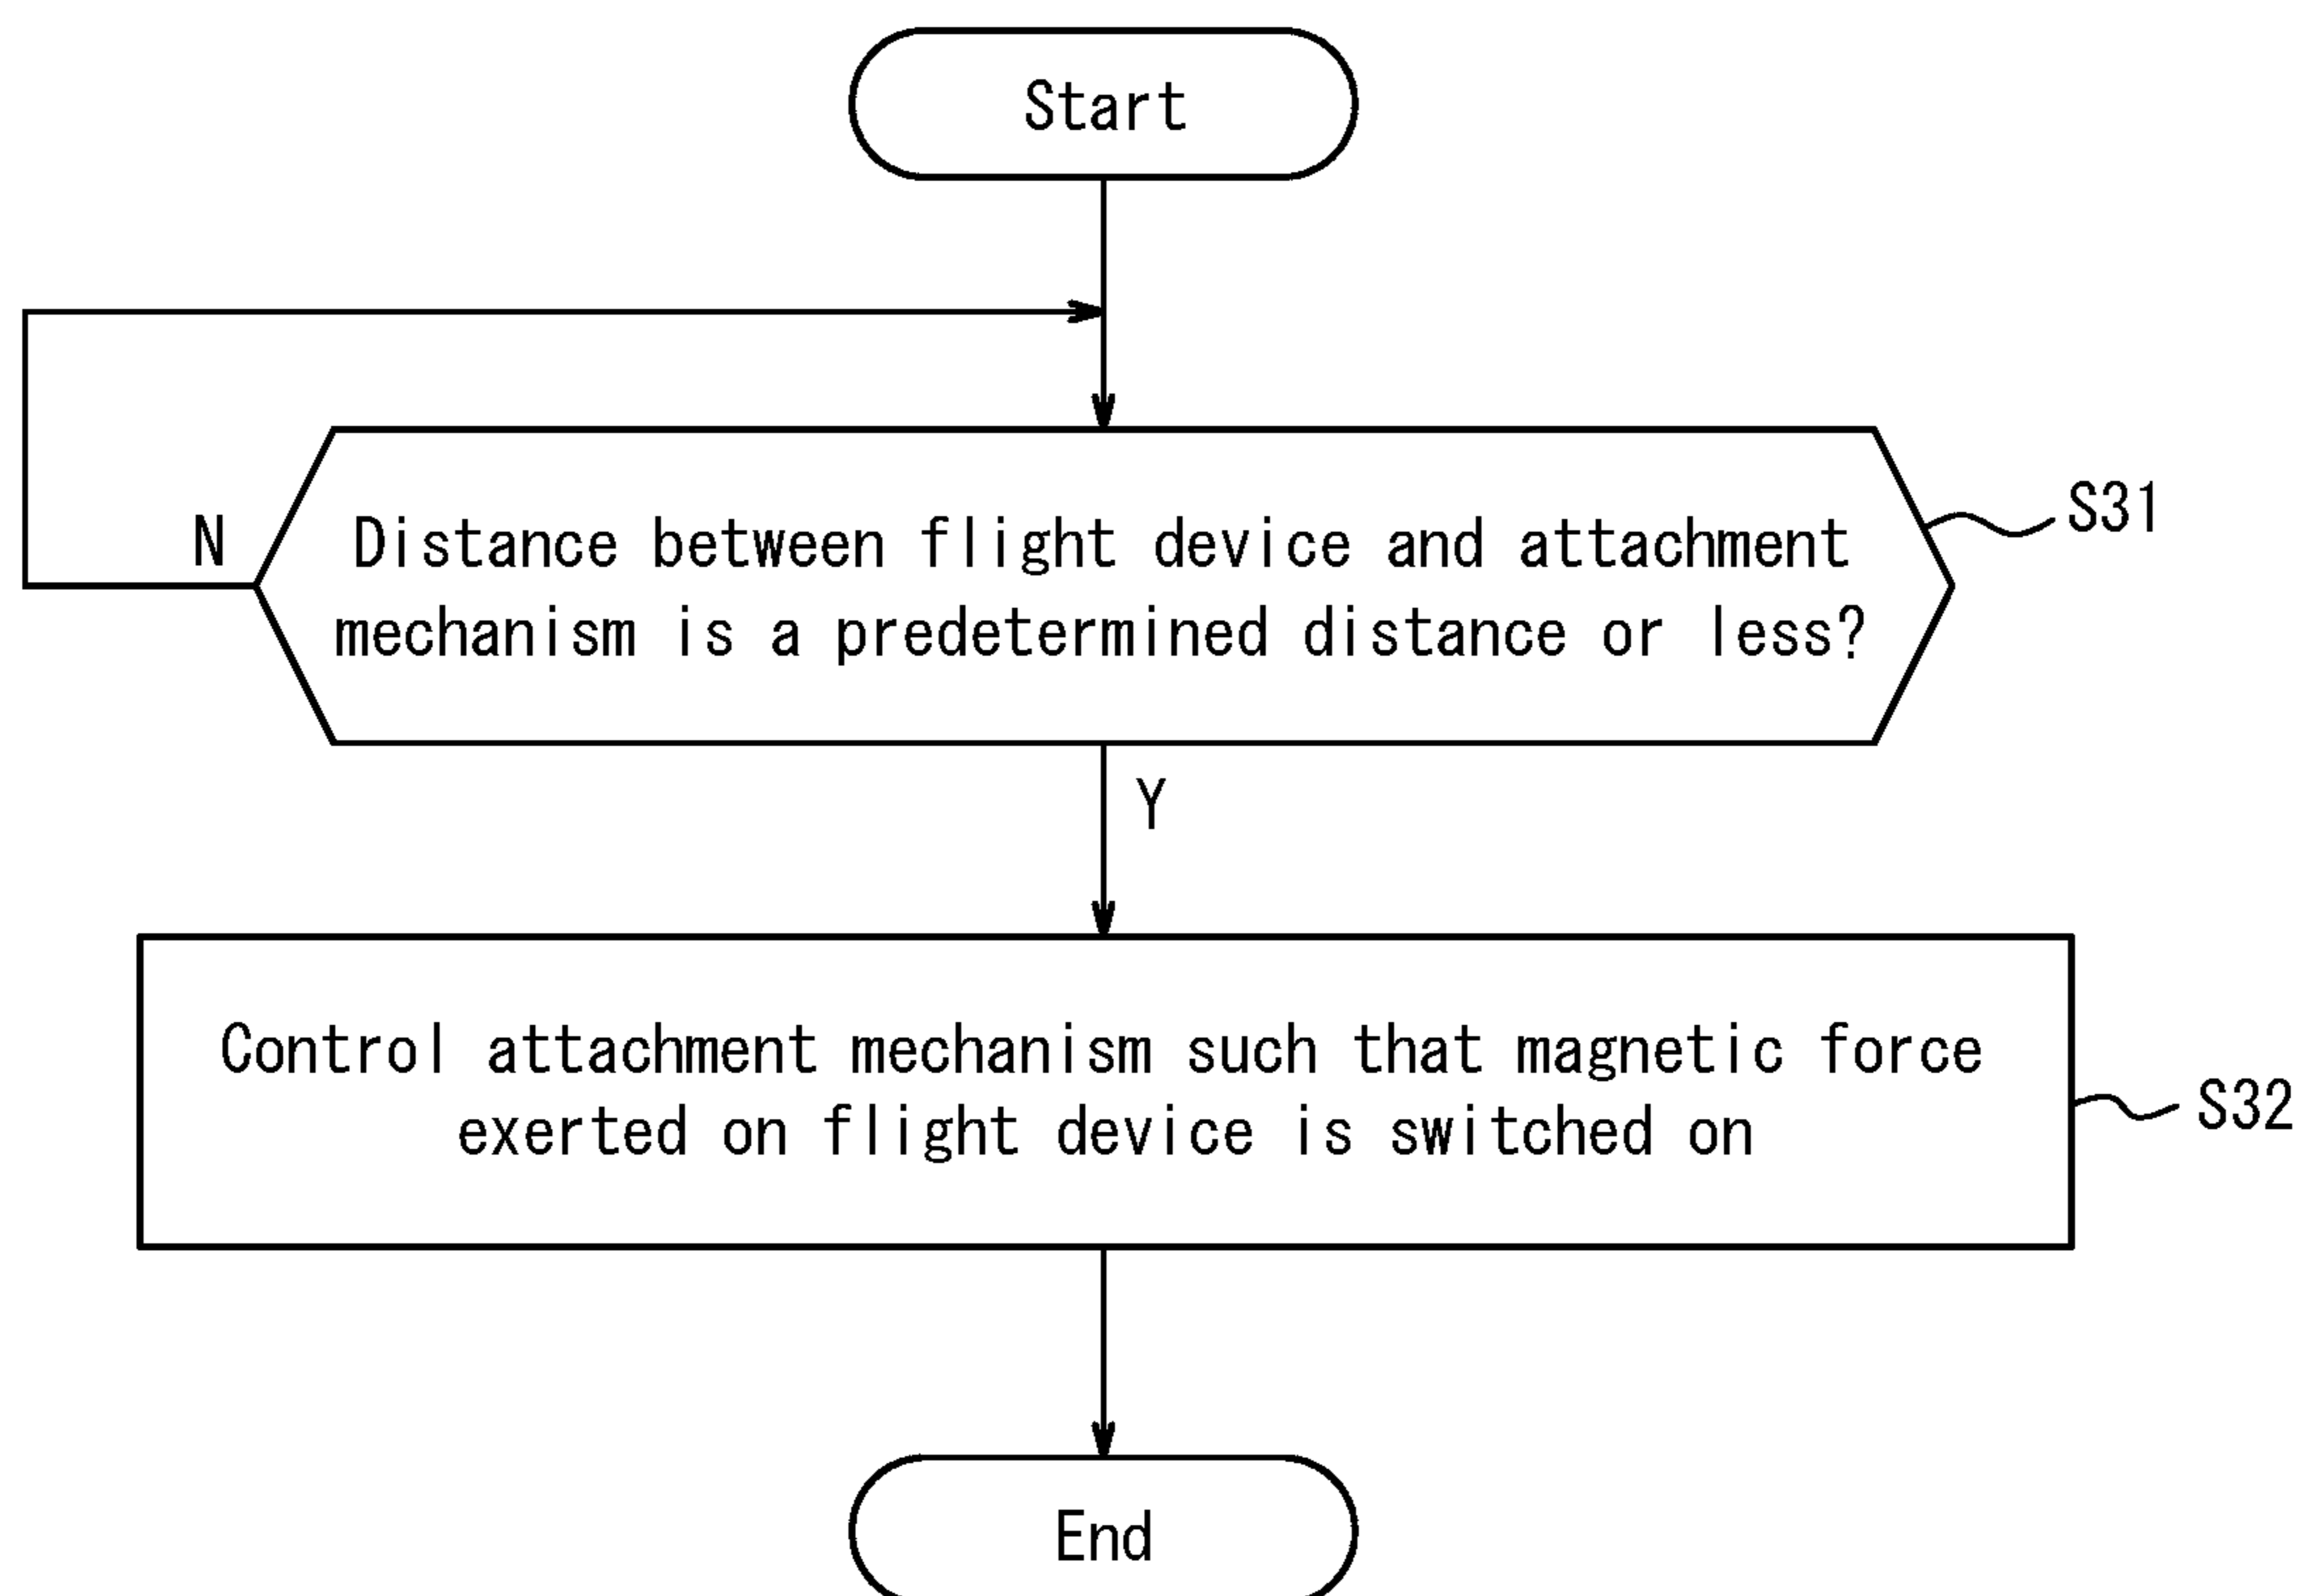 Start
N
Distance between flight device and attachment
mechanism is a predetermined distance or less?
S31
Y
Control attachment mechanism such that magnetic force
exerted on flight device is switched on
S32
End